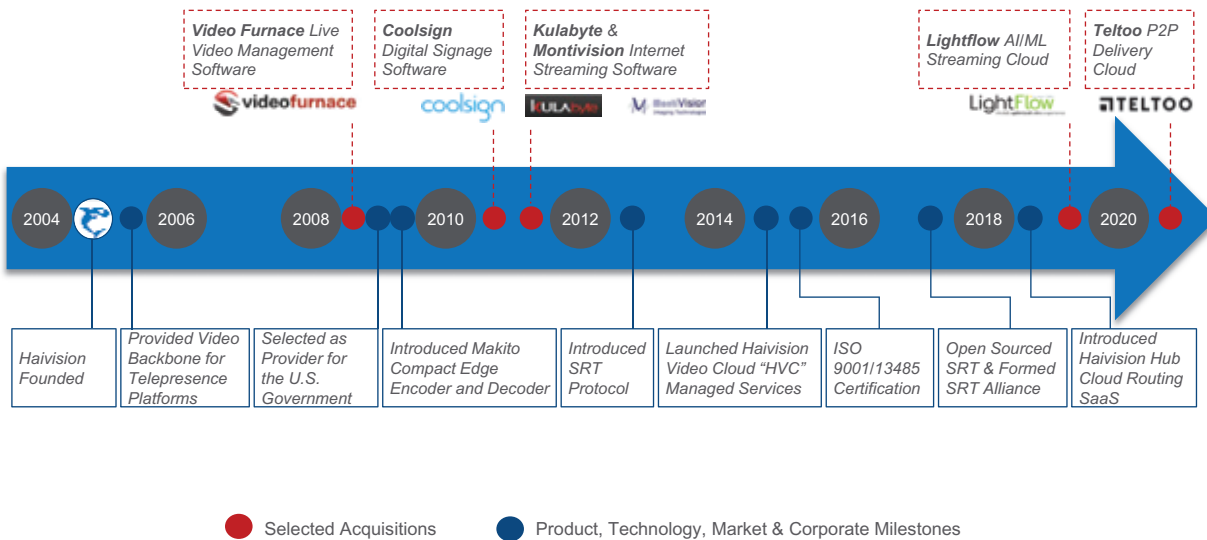 Video Furnace Live
Video Management
Software
Coolsign
Digital Signage
Software
Kulabyte &
Montivision Internet
Streaming Software
Lightflow AI/ML
Streaming Cloud
Teltoo P2P
Delivery
Cloud
videofurnace
coolsign
KULAbyte
MontiVision
LightFlow
TELTOO
2004
2006
2008
2010
2012
2014
2016
2018
2020
Haivision
Founded
Provided Video
Backbone for
Telepresence
Platforms
Selected as
Provider for
the U.S.
Government
Introduced Makito
Compact Edge
Encoder and Decoder
Introduced
SRT
Protocol
Launched Haivision
Video Cloud “HVC”
Managed Services
ISO
9001/13485
Certification
Open Sourced
SRT & Formed
SRT Alliance
Introduced
Haivision Hub
Cloud Routing
SaaS
Selected Acquisitions
Product, Technology, Market & Corporate Milestones